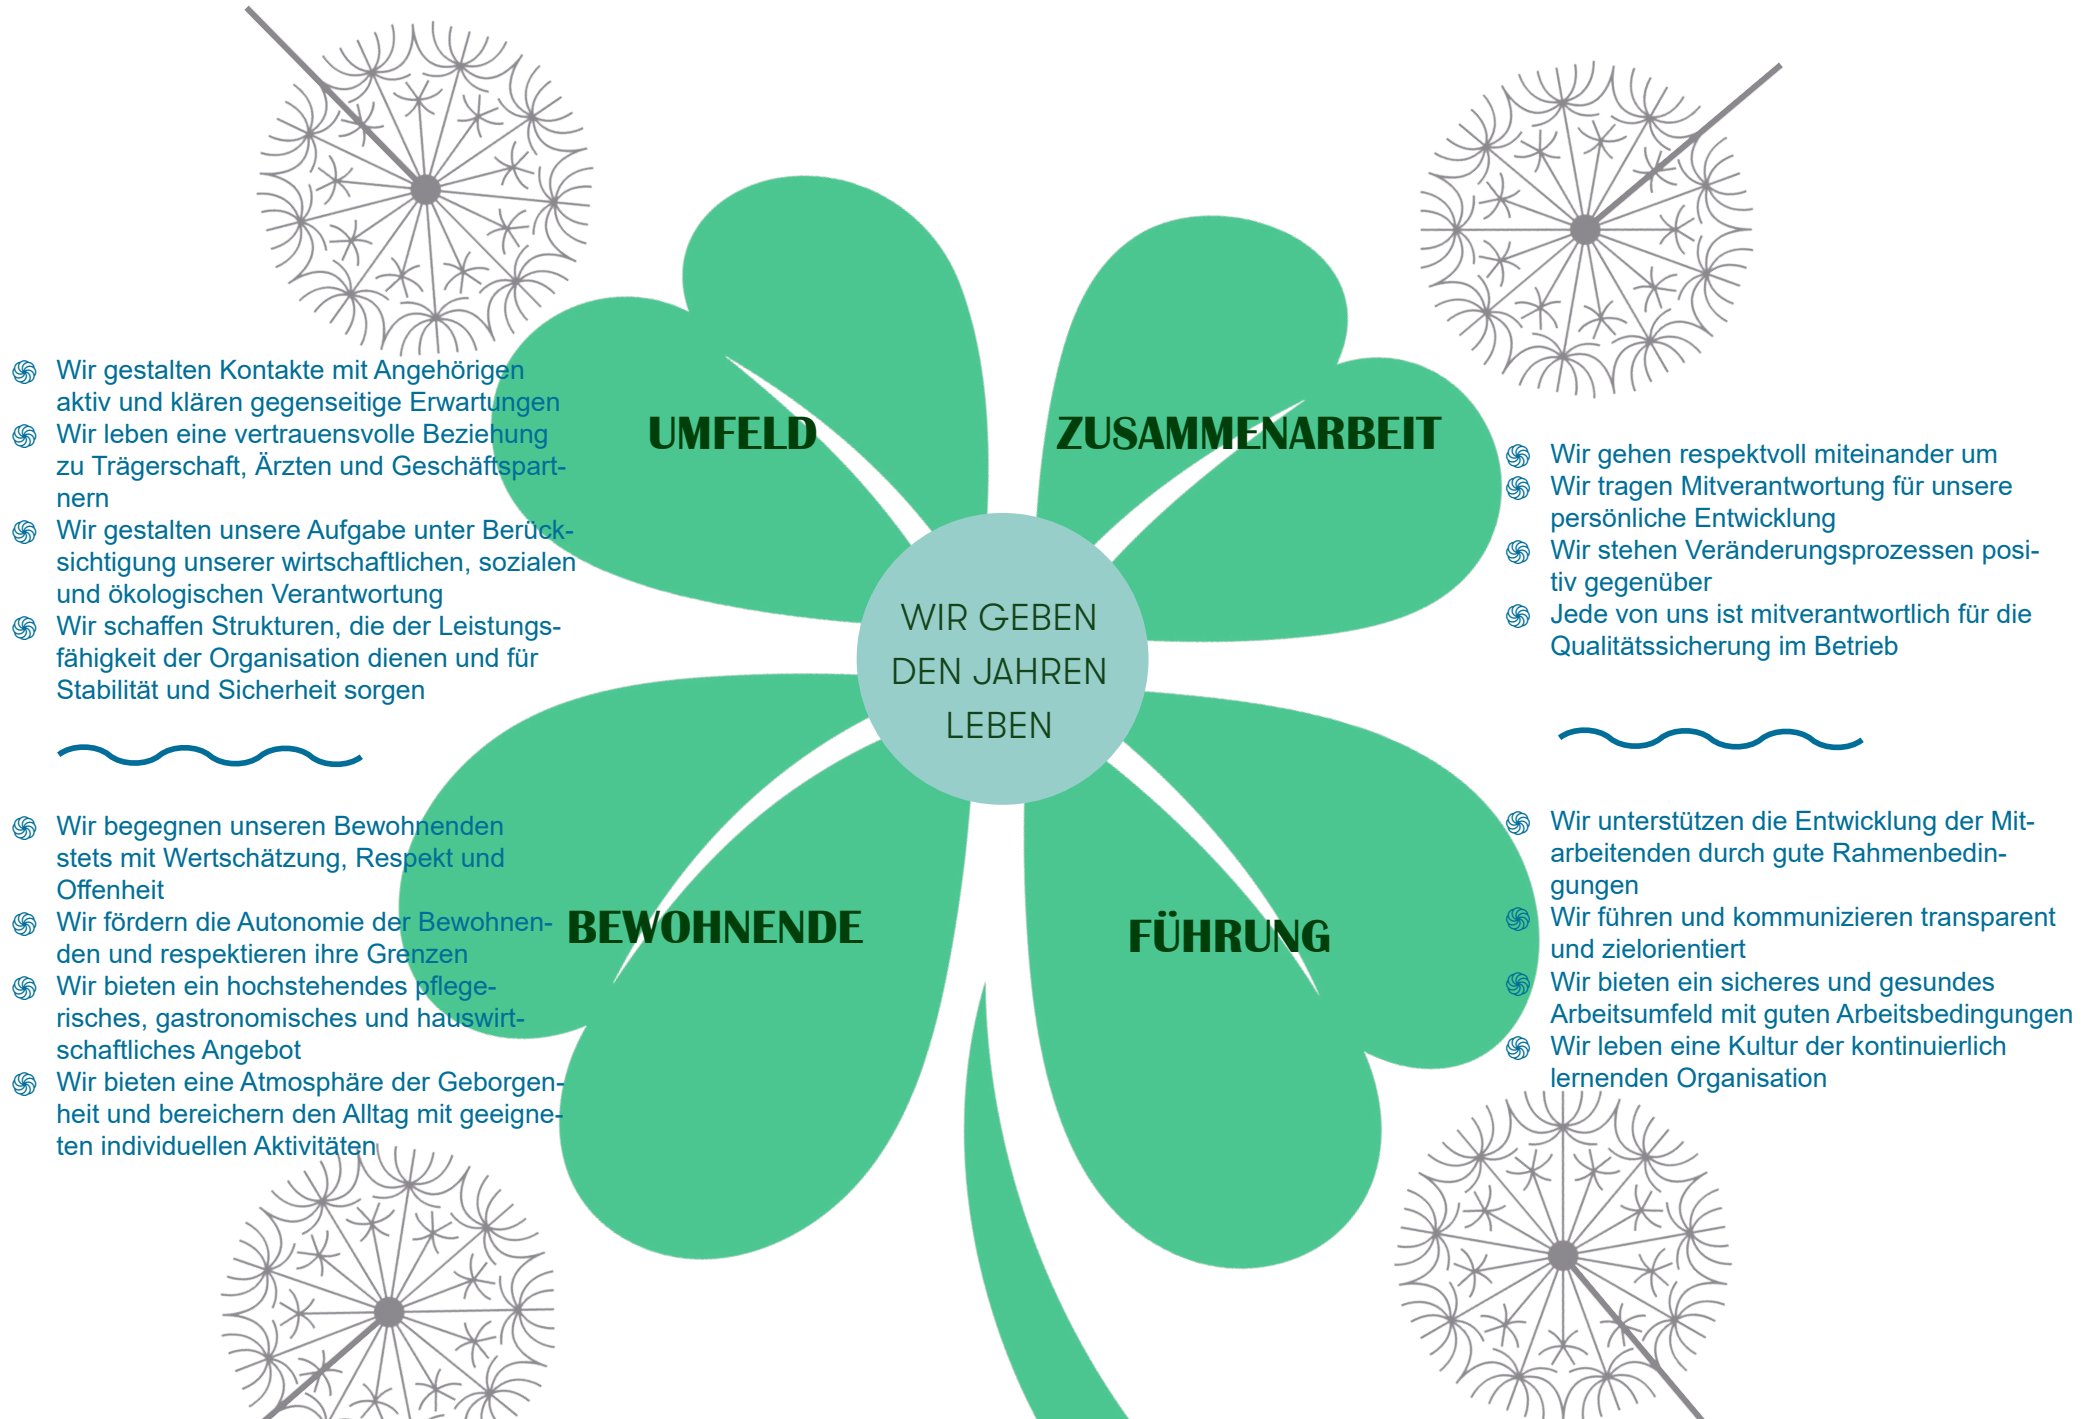 Wir gestalten Kontakte mit Angehörigen
aktiv und klären gegenseitige Erwartungen
Wir leben eine vertrauensvolle Beziehung
zu Trägerschaft, Ärzten und Geschäftspart-
nern
Wir gestalten unsere Aufgabe unter Berück-
sichtigung unserer wirtschaftlichen, sozialen
und ökologischen Verantwortung
Wir schaffen Strukturen, die der Leistungs-
fähigkeit der Organisation dienen und für
Stabilität und Sicherheit sorgen
UMFELD
ZUSAMMENARBEIT
Wir gehen respektvoll miteinander um
Wir tragen Mitverantwortung für unsere
persönliche Entwicklung
Wir stehen Veränderungsprozessen posi-
tiv gegenüber
Jede von uns ist mitverantwortlich für die
Qualitätssicherung im Betrieb
WIR GEBEN
DEN JAHREN
LEBEN
Wir begegnen unseren Bewohnenden
stets mit Wertschätzung, Respekt und
Offenheit
Wir fördern die Autonomie der Bewohnen-
den und respektieren ihre Grenzen
Wir bieten ein hochstehendes pflege-
risches, gastronomisches und hauswirt-
schaftliches Angebot
Wir bieten eine Atmosphäre der Geborgen-
heit und bereichern den Alltag mit geeigne-
ten individuellen Aktivitäten
BEWOHNENDE
FÜHRUNG
Wir unterstützen die Entwicklung der Mit-
arbeitenden durch gute Rahmenbedin-
gungen
Wir führen und kommunizieren transparent
und zielorientiert
Wir bieten ein sicheres und gesundes
Arbeitsumfeld mit guten Arbeitsbedingungen
Wir leben eine Kultur der kontinuierlich
lernenden Organisation